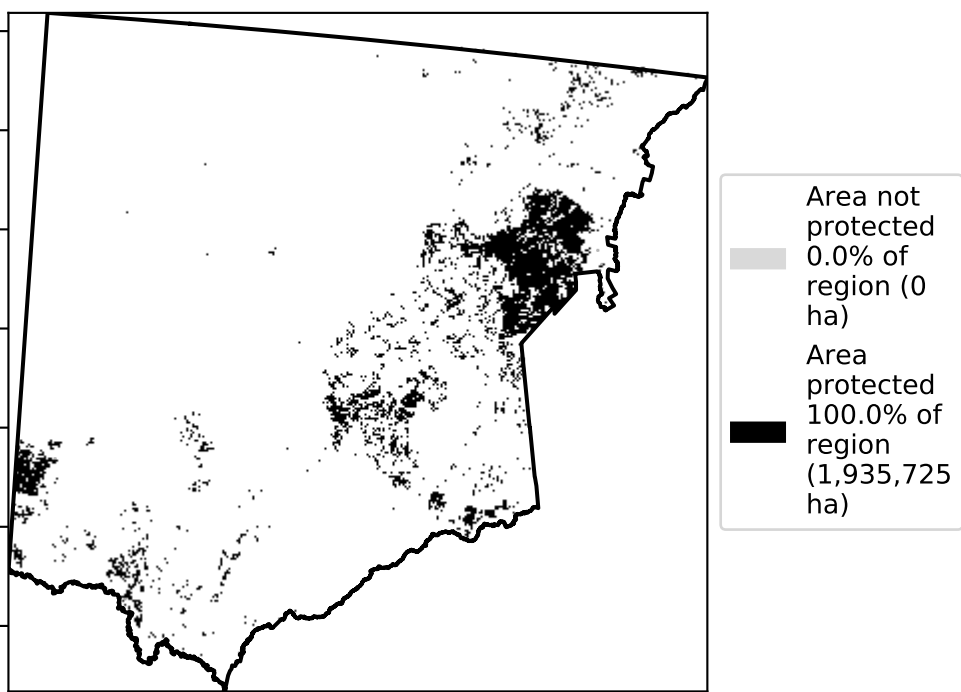 Area not
protected
0.0% of
region (0
ha)
Area
protected
100.0% of
region
(1,935,725
ha)